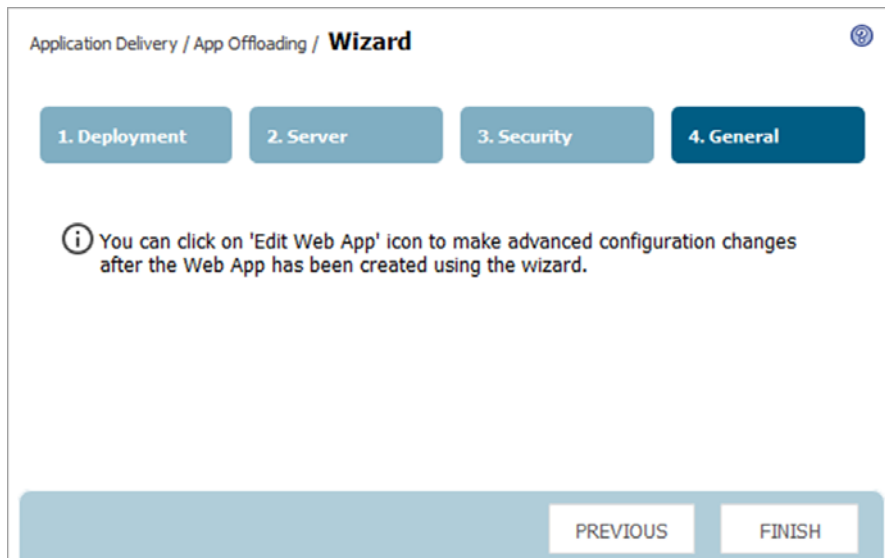 Application Delivery / App Offloading / Wizard
?
1. Deployment
2. Server
3. Security
4. General
i
You can click on 'Edit Web App' icon to make advanced configuration changes
after the Web App has been created using the wizard.
PREVIOUS
FINISH